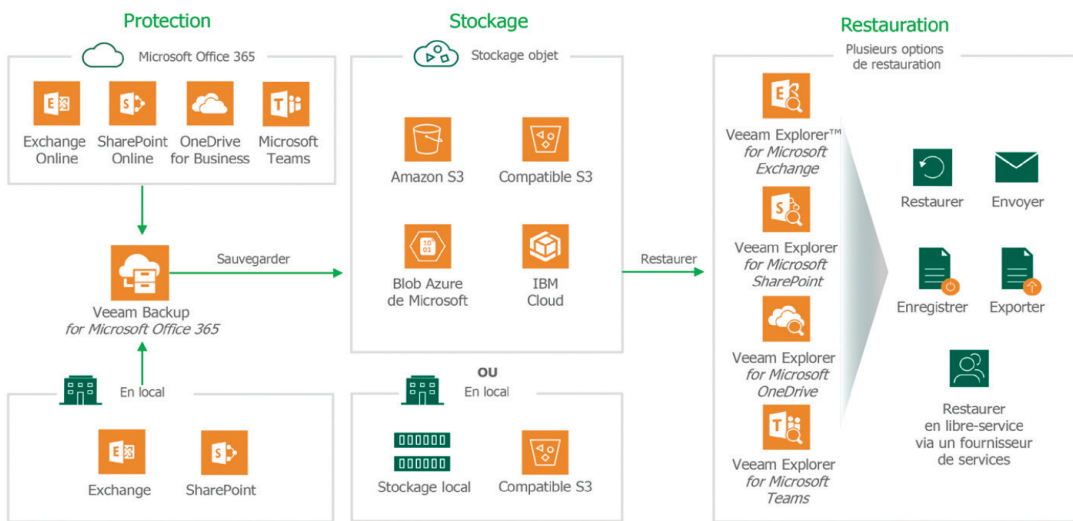 Protection
Microsoft Office 365
Exchange
Online
SharePoint
Online
OneDrive
for Business
Microsoft
Teams
Veeam Backup
for Microsoft Office 365
Sauvegarder
En local
Exchange
SharePoint
Stockage
Stockage objet
Amazon S3
Compatible S3
Blob Azure
de Microsoft
IBM
Cloud
OU
En local
Stockage local
Compatible S3
Restaurer
Restauration
Plusieurs options
de restauration
Veeam Explorer™
for Microsoft
Exchange
Veeam Explorer
for Microsoft
SharePoint
Veeam Explorer
for Microsoft
OneDrive
Veeam Explorer
for Microsoft
Teams
Restaurer
Envoyer
Enregistrer
Exporter
Restaurer
en libre-service
via un fournisseur
de services